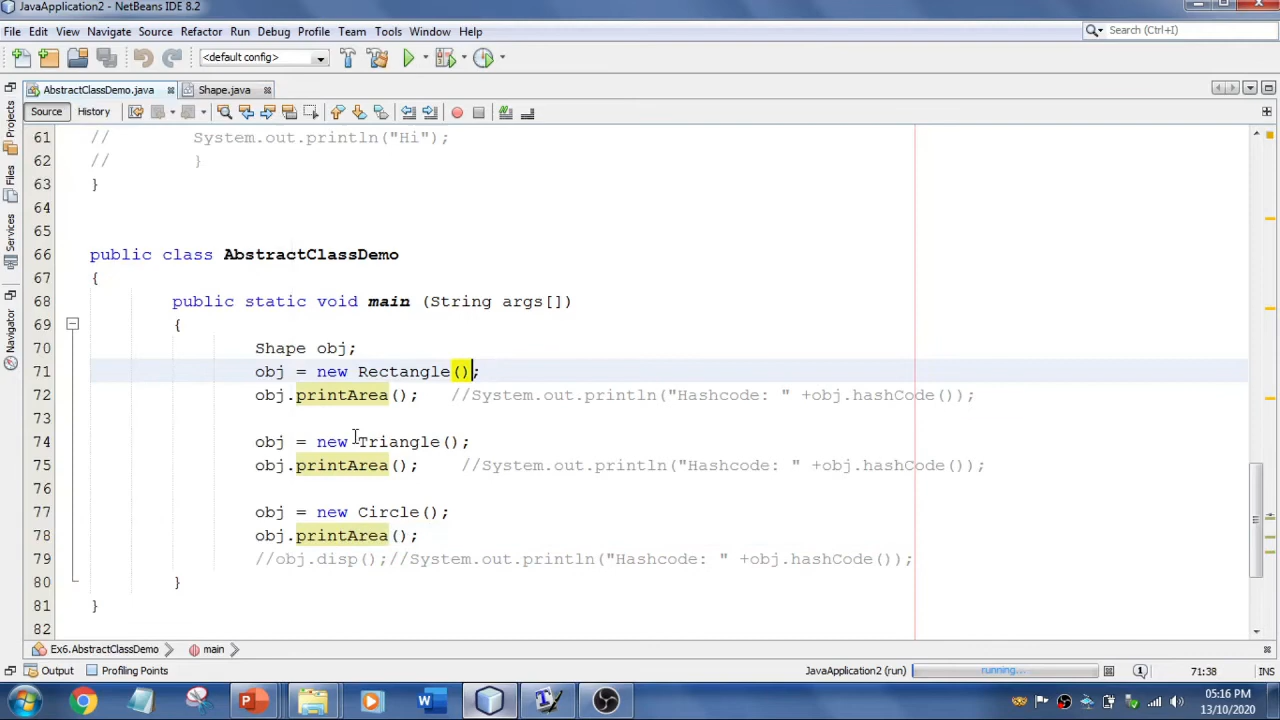 JavaApplication2 - NetBeans IDE 8.2
File Edit View Navigate Source Refactor Run Debug Profile Team Tools Window Help
Search (Ctrl+I)
<default config>
AbstractClassDemo.java Shape.java
Source History
Projects
Files
Services
Navigator
61 // System.out.println("Hi");
62 // }
63 }
64
65
66 public class AbstractClassDemo
67 {
68 public static void main (String args[])
69 {
70 Shape obj;
71 obj = new Rectangle();
72 obj.printArea(); //System.out.println("Hashcode: " +obj.hashCode());
73
74 obj = new Triangle();
75 obj.printArea(); //System.out.println("Hashcode: " +obj.hashCode());
76
77 obj = new Circle();
78 obj.printArea();
79 //obj.disp();//System.out.println("Hashcode: " +obj.hashCode());
80 }
81 }
82
Ex6.AbstractClassDemo main
Output Profiling Points JavaApplication2 (run) running... 1 71:38 INS
05:16 PM
13/10/2020